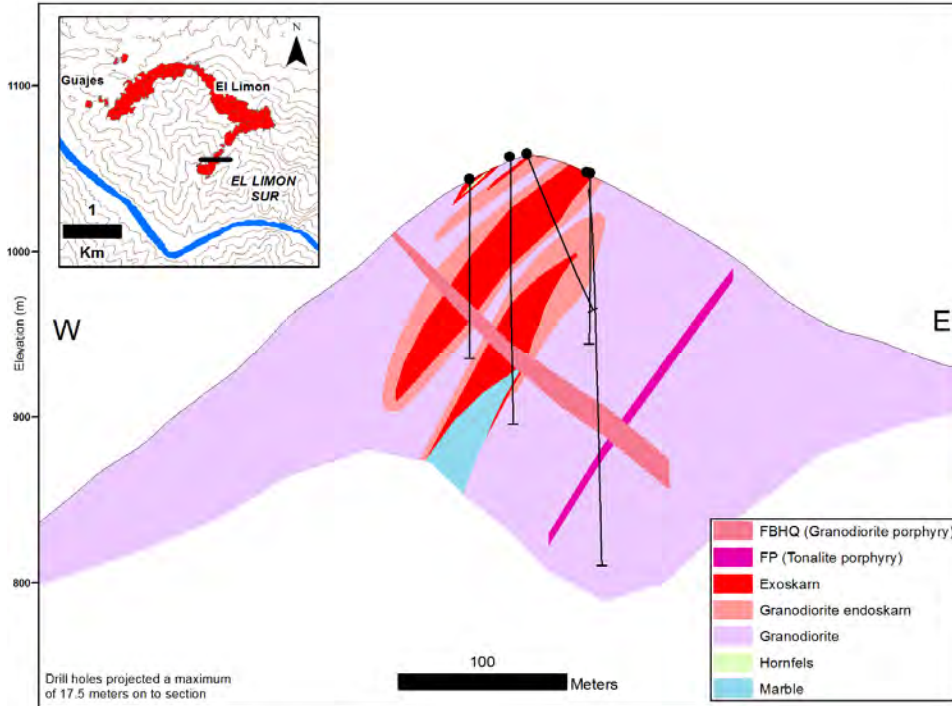 N
Guajes
El Limon
EL LIMON
SUR
1
Km
1100
1000
900
800
Elevation (m)
W
E
100
Meters
Drill holes projected a maximum
of 17.5 meters on to section
FBHQ (Granodiorite porphyry)
FP (Tonalite porphyry)
Exoskarn
Granodiorite endoskarn
Granodiorite
Hornfels
Marble